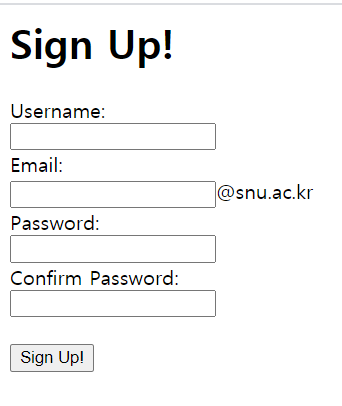 Sign Up!
Username:
Email:
@snu.ac.kr
Password:
Confirm Password:
Sign Up!